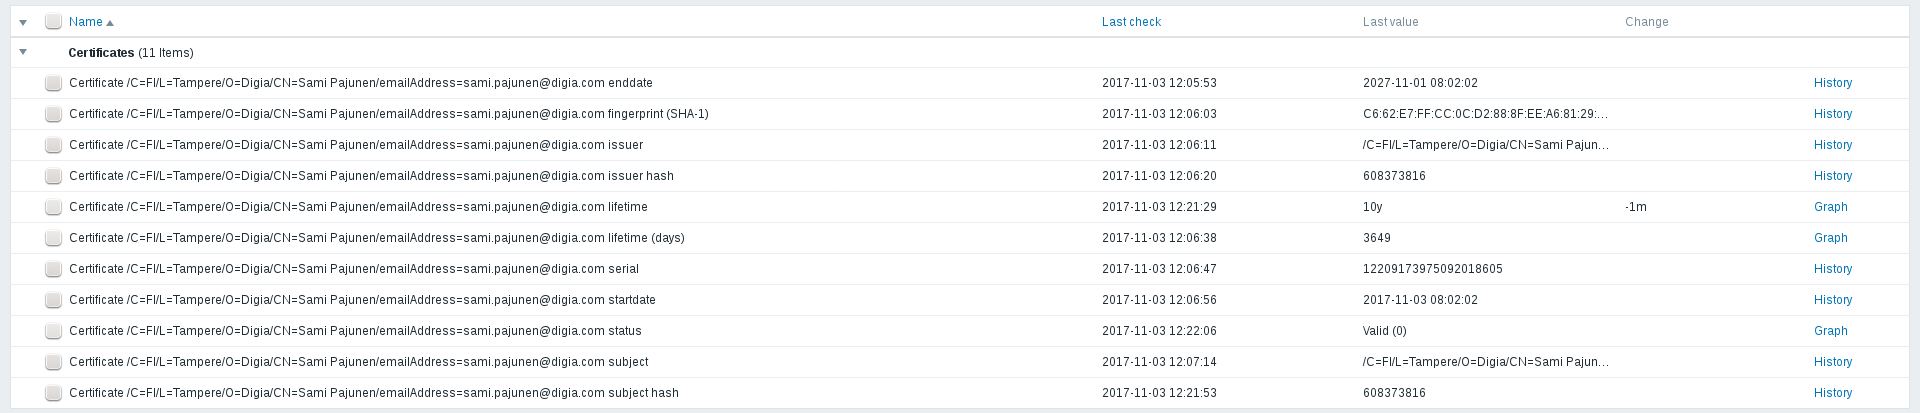 Name Last check Last value Change
Certificates (11 Items)
Certificate /C=FI/L=Tampere/O=Digia/CN=Sami Pajunen/emailAddress=sami.pajunen@digia.com enddate 2017-11-03 12:05:53 2027-11-01 08:02:02 History
Certificate /C=FI/L=Tampere/O=Digia/CN=Sami Pajunen/emailAddress=sami.pajunen@digia.com fingerprint (SHA-1) 2017-11-03 12:06:03 C6:62:E7:FF:CC:0C:D2:88:8F:EE:A6:81:29:... History
Certificate /C=FI/L=Tampere/O=Digia/CN=Sami Pajunen/emailAddress=sami.pajunen@digia.com issuer 2017-11-03 12:06:11 /C=FI/L=Tampere/O=Digia/CN=Sami Pajun... History
Certificate /C=FI/L=Tampere/O=Digia/CN=Sami Pajunen/emailAddress=sami.pajunen@digia.com issuer hash 2017-11-03 12:06:20 608373816 History
Certificate /C=FI/L=Tampere/O=Digia/CN=Sami Pajunen/emailAddress=sami.pajunen@digia.com lifetime 2017-11-03 12:21:29 10y -1m Graph
Certificate /C=FI/L=Tampere/O=Digia/CN=Sami Pajunen/emailAddress=sami.pajunen@digia.com lifetime (days) 2017-11-03 12:06:38 3649 Graph
Certificate /C=FI/L=Tampere/O=Digia/CN=Sami Pajunen/emailAddress=sami.pajunen@digia.com serial 2017-11-03 12:06:47 12209173975092018605 History
Certificate /C=FI/L=Tampere/O=Digia/CN=Sami Pajunen/emailAddress=sami.pajunen@digia.com startdate 2017-11-03 12:06:56 2017-11-03 08:02:02 History
Certificate /C=FI/L=Tampere/O=Digia/CN=Sami Pajunen/emailAddress=sami.pajunen@digia.com status 2017-11-03 12:22:06 Valid (0) Graph
Certificate /C=FI/L=Tampere/O=Digia/CN=Sami Pajunen/emailAddress=sami.pajunen@digia.com subject 2017-11-03 12:07:14 /C=FI/L=Tampere/O=Digia/CN=Sami Pajun... History
Certificate /C=FI/L=Tampere/O=Digia/CN=Sami Pajunen/emailAddress=sami.pajunen@digia.com subject hash 2017-11-03 12:21:53 608373816 History